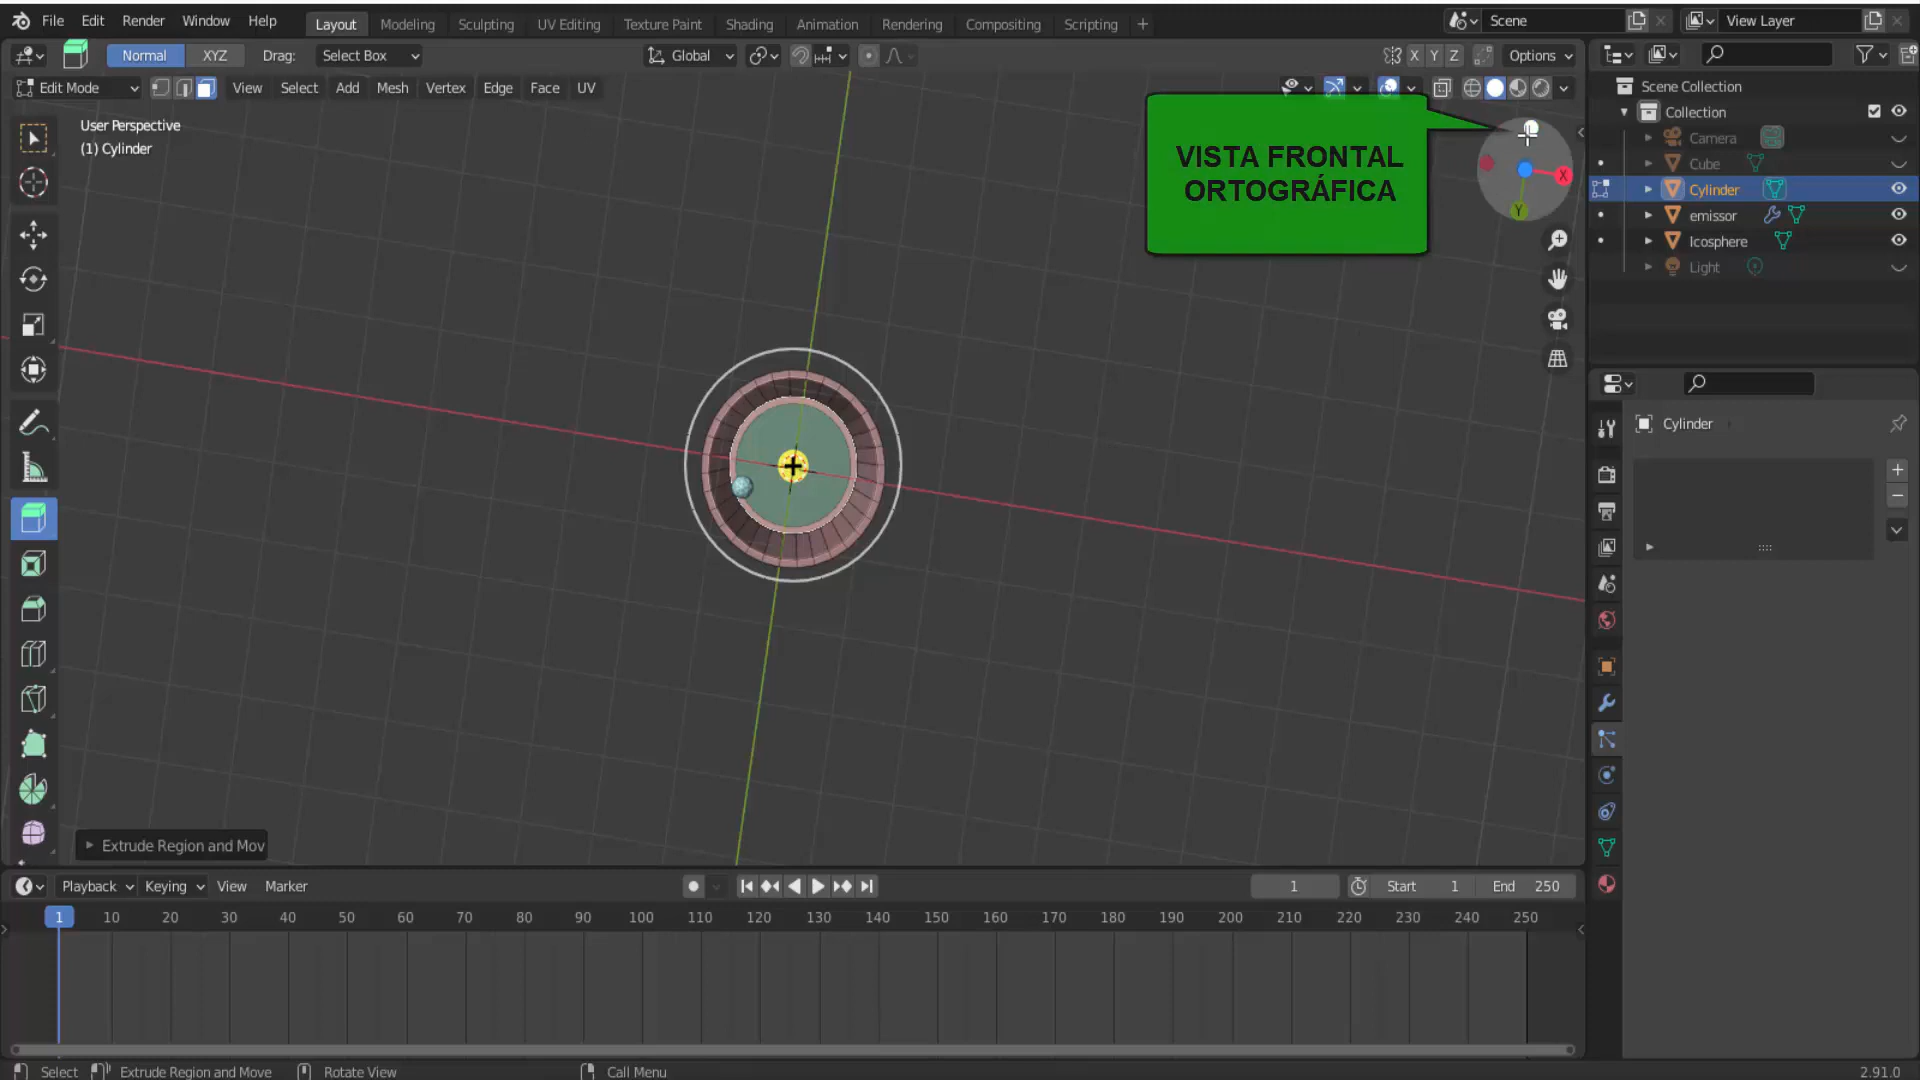 File Edit Render Window Help Layout Modeling Sculpting UV Editing Texture Paint Shading Animation Rendering Compositing Scripting + Scene View Layer
Normal XYZ Drag: Select Box Global X Y Z Options
Edit Mode View Select Add Mesh Vertex Edge Face UV
User Perspective
(1) Cylinder
VISTA FRONTAL
ORTOGRÁFICA
X
Y
Scene Collection
Collection
Camera
Cube
Cylinder
emissor
Icosphere
Light
Cylinder
Extrude Region and Mov
Playback Keying View Marker 1 Start 1 End 250
1 10 20 30 40 50 60 70 80 90 100 110 120 130 140 150 160 170 180 190 200 210 220 230 240 250
Select Extrude Region and Move Rotate View Call Menu 2.91.0